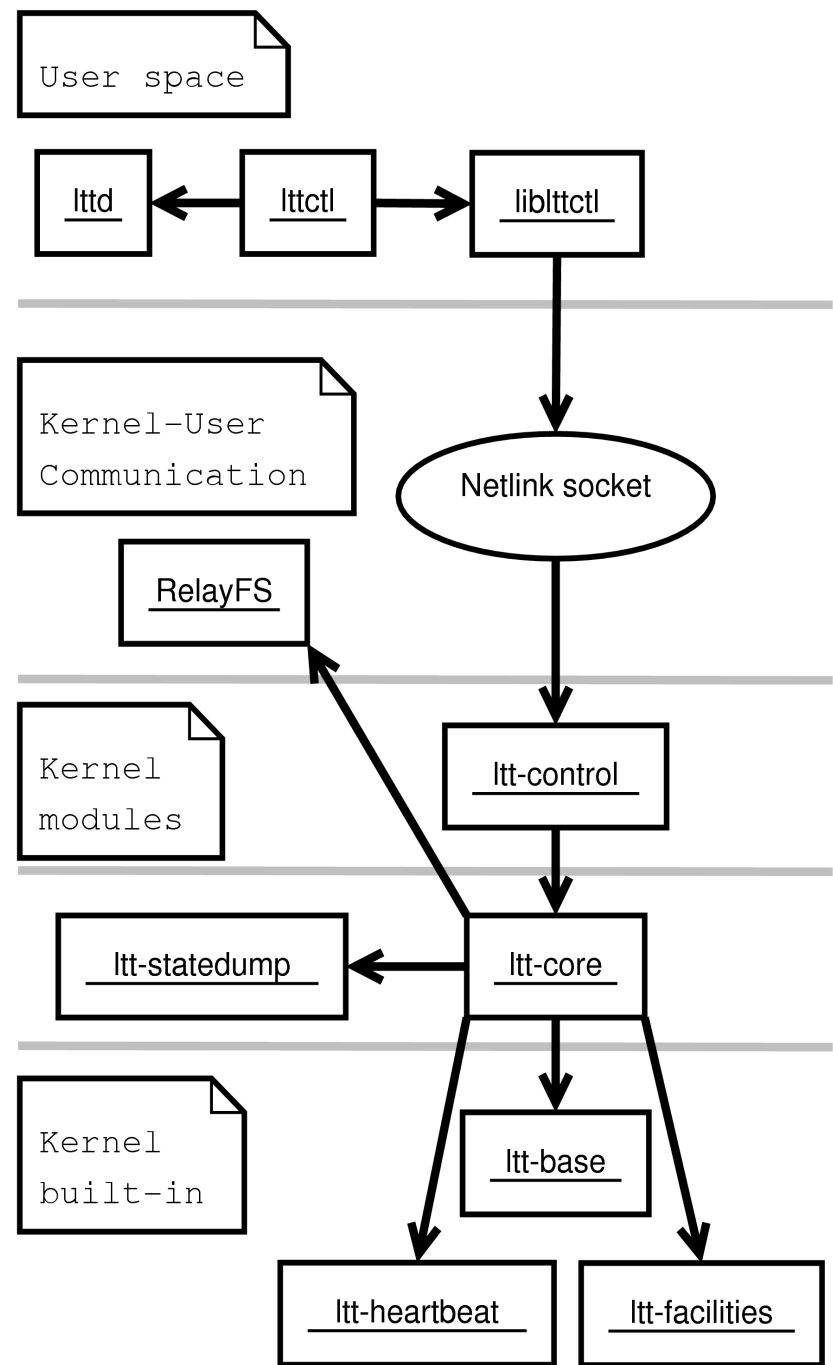 User space
lttd
lttctl
liblttctl
Kernel-User
Communication
Netlink socket
RelayFS
Kernel
modules
ltt-control
ltt-statedump
ltt-core
Kernel
built-in
ltt-base
ltt-heartbeat
ltt-facilities